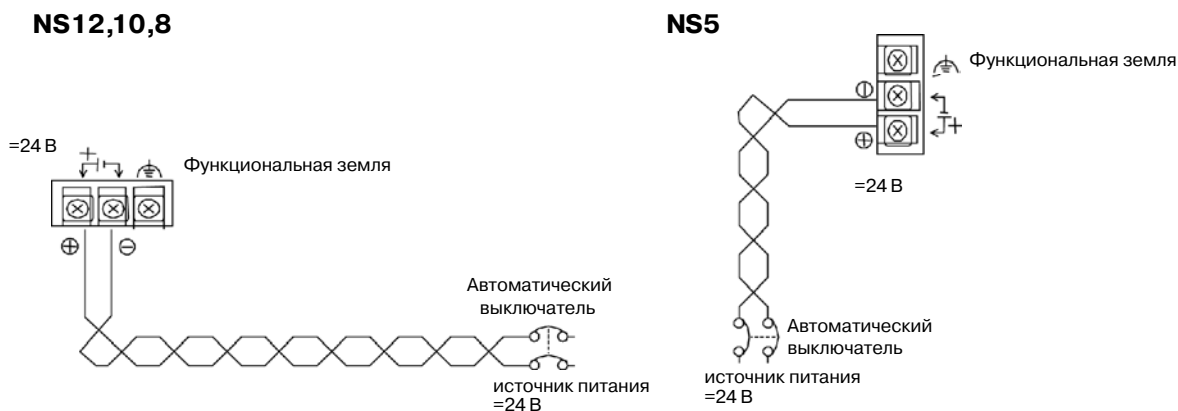 NS12,10,8
=24 В
+
Функциональная земля
Автоматический
выключатель
источник питания
=24 В
NS5
Функциональная земля
+
=24 В
Автоматический
выключатель
источник питания
=24 В